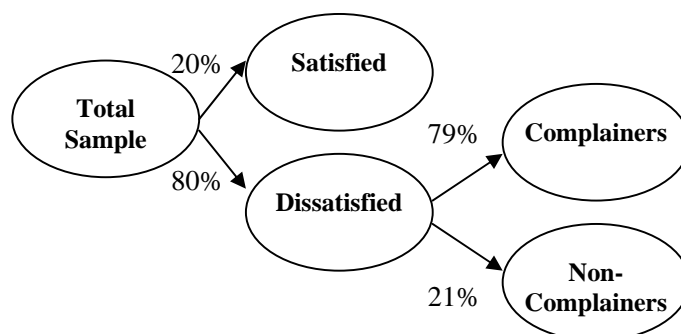 20%
Satisfied
Total
Sample
80%
Dissatisfied
79%
Complainers
21%
Non-
Complainers